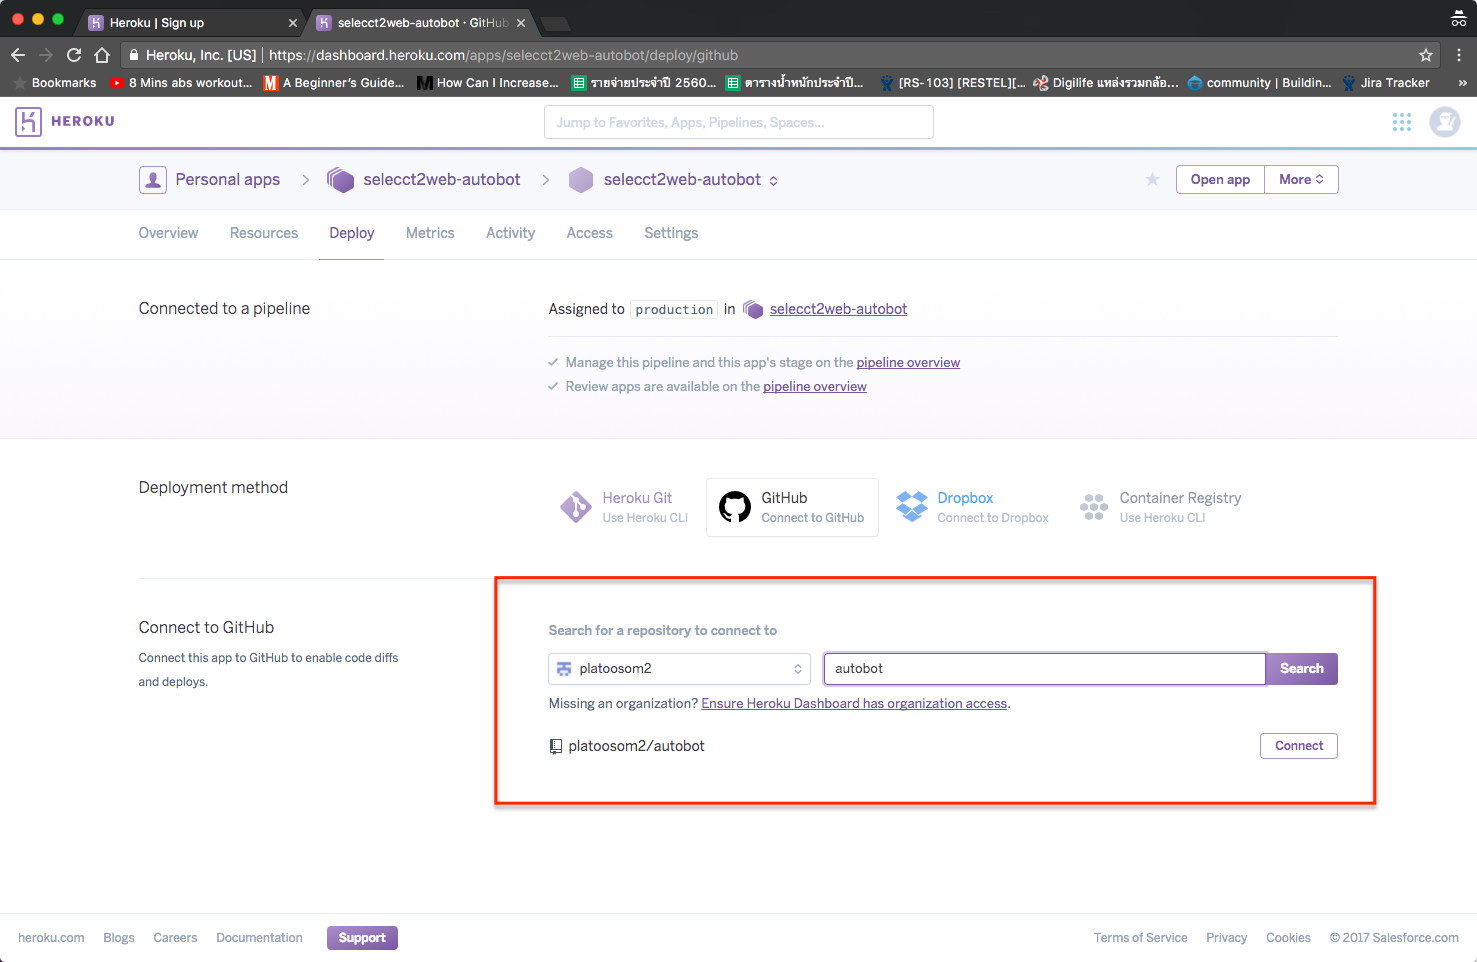 Heroku | Sign up
selecct2web-autobot · GitHub
Heroku, Inc. [US] | https://dashboard.heroku.com/apps/selecct2web-autobot/deploy/github
Bookmarks 8 Mins abs workout... A Beginner's Guide... How Can I Increase... รายจ่ายประจำปี 2560... ตารางน้ำหนักประจำปี... [RS-103] [RESTEL][... Digilife แหล่งรวมกล้อ... community | Buildin... Jira Tracker »
HEROKU
Jump to Favorites, Apps, Pipelines, Spaces...
Personal apps > selecct2web-autobot > selecct2web-autobot
Open app More
Overview Resources Deploy Metrics Activity Access Settings
Connected to a pipeline
Assigned to production in selecct2web-autobot
Manage this pipeline and this app's stage on the pipeline overview
Review apps are available on the pipeline overview
Deployment method
Heroku Git
Use Heroku CLI
GitHub
Connect to GitHub
Dropbox
Connect to Dropbox
Container Registry
Use Heroku CLI
Connect to GitHub
Connect this app to GitHub to enable code diffs
and deploys.
Search for a repository to connect to
platoosom2 autobot Search
Missing an organization? Ensure Heroku Dashboard has organization access.
platoosom2/autobot Connect
heroku.com Blogs Careers Documentation Support Terms of Service Privacy Cookies © 2017 Salesforce.com